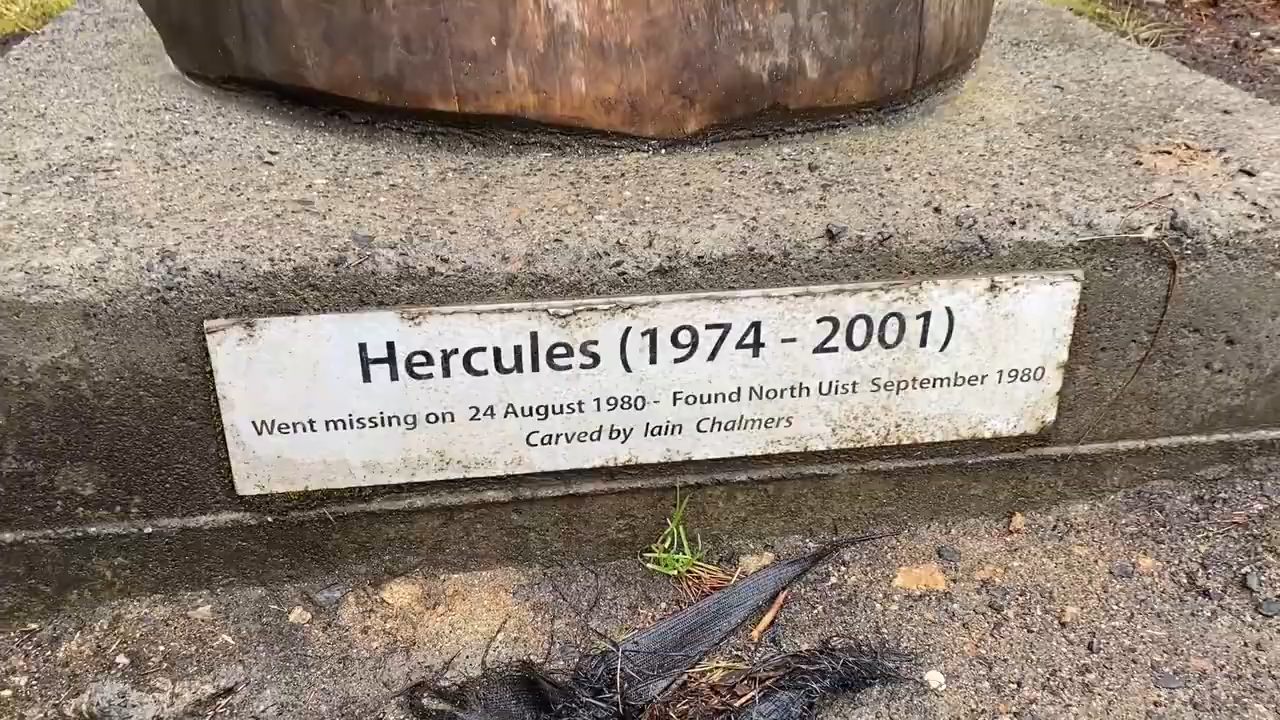 Hercules (1974 - 2001)
Went missing on 24 August 1980 - Found North Uist September 1980
Carved by Iain Chalmers